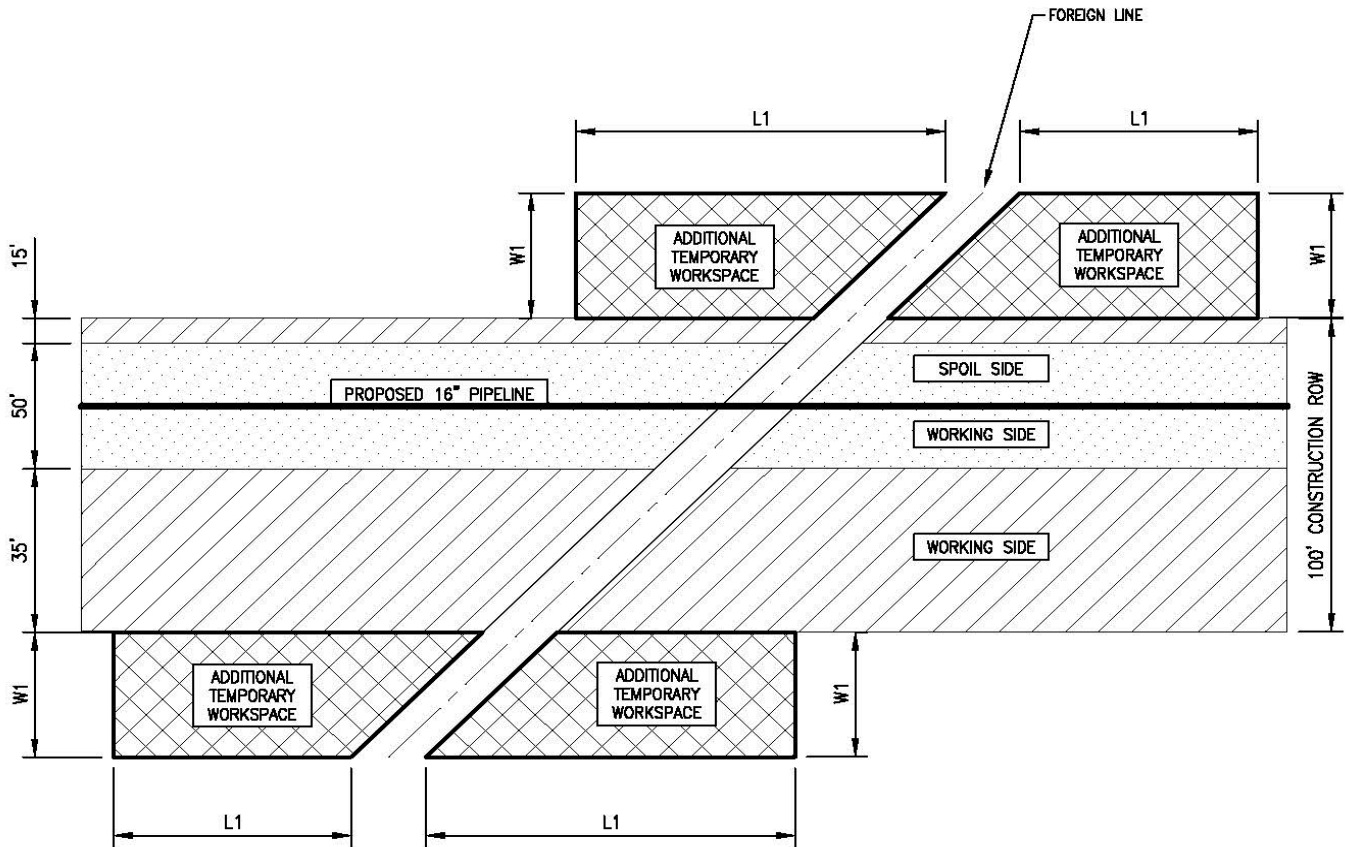 FOREIGN LINE
L1
L1
W1
ADDITIONAL
TEMPORARY
WORKSPACE
ADDITIONAL
TEMPORARY
WORKSPACE
W1
15'
SPOIL SIDE
PROPOSED 16" PIPELINE
50'
WORKING SIDE
100' CONSTRUCTION ROW
35'
WORKING SIDE
W1
ADDITIONAL
TEMPORARY
WORKSPACE
ADDITIONAL
TEMPORARY
WORKSPACE
W1
L1
L1